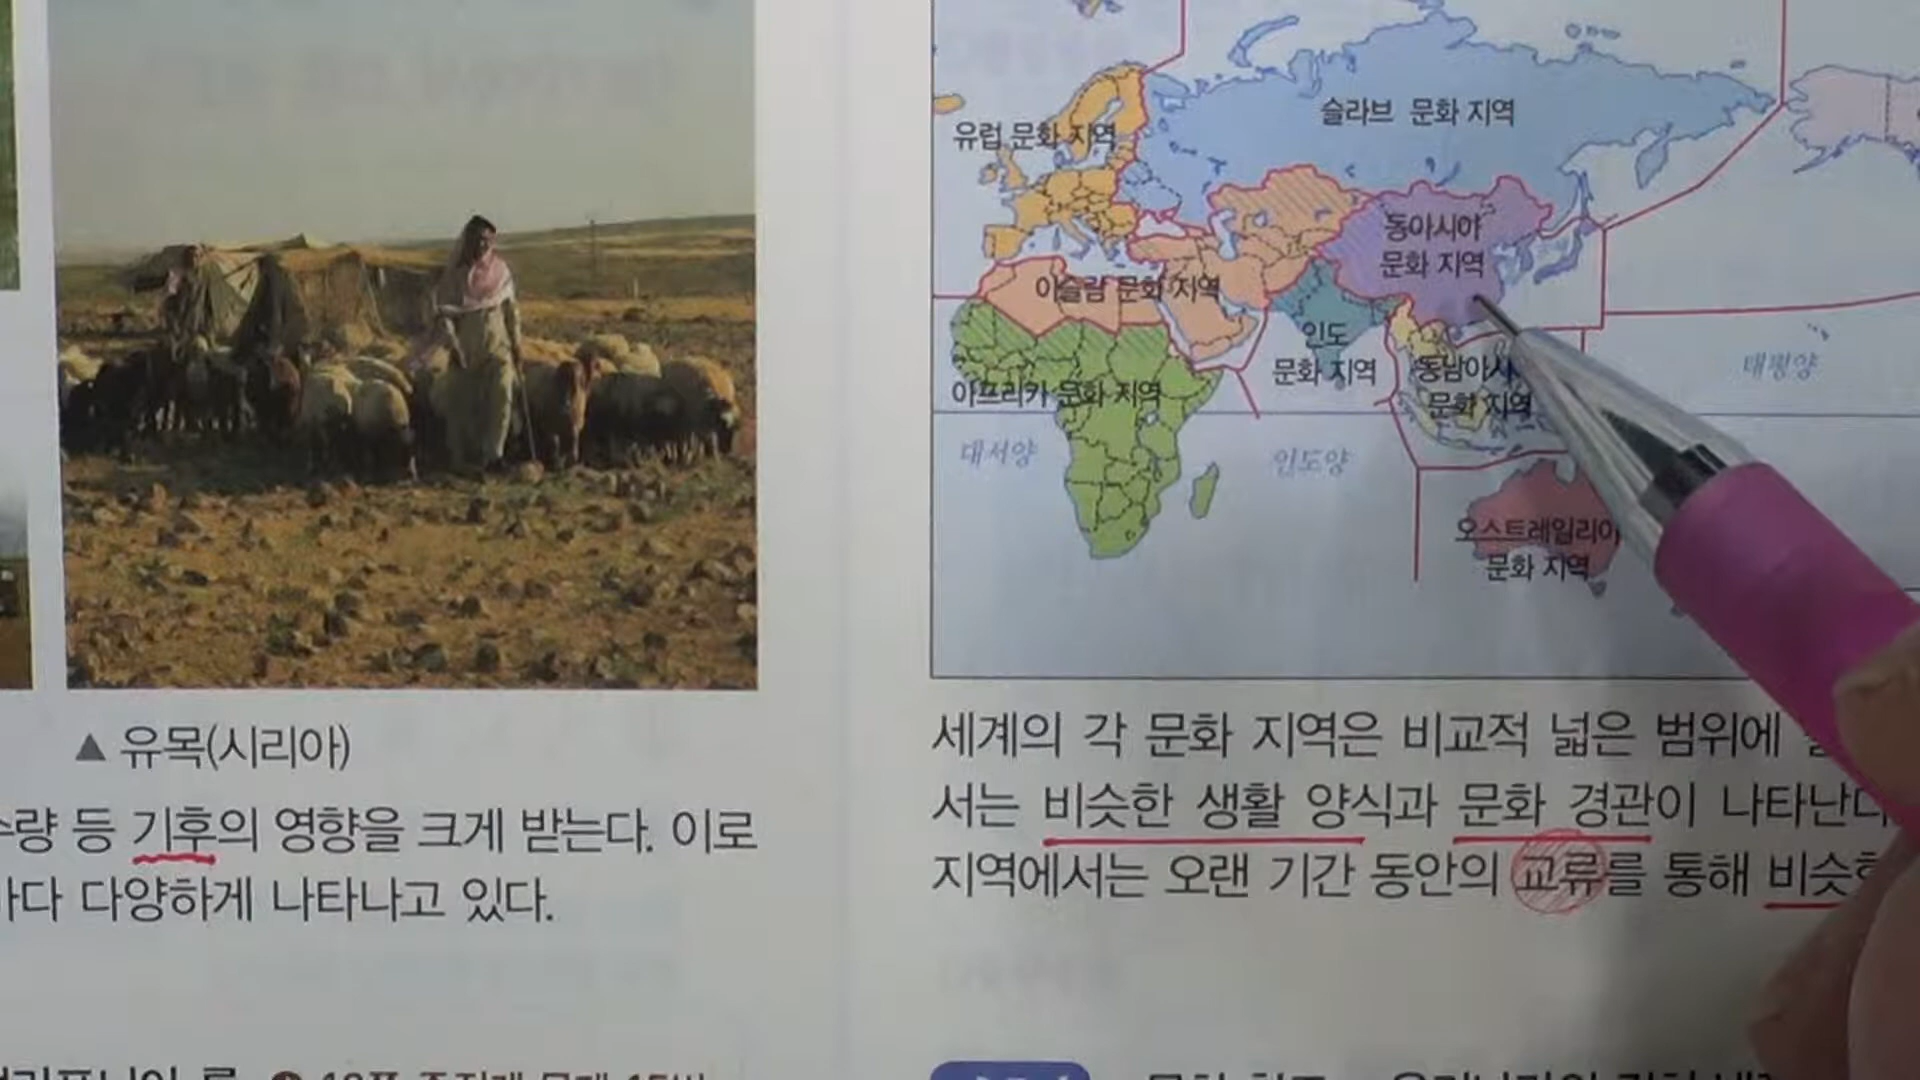 ▲ 유목(시리아)
등 기후의 영향을 크게 받는다. 이로
다양하게 나타나고 있다.
슬라브 문화 지역
유럽 문화 지역
동아시아
문화 지역
이슬람 문화 지역
인도
문화 지역
동남아시
문화 지역
아프리카 문화 지역
태평양
대서양
인도양
오스트레일리아
문화 지역
세계의 각 문화 지역은 비교적 넓은 범위에
서는 비슷한 생활 양식과 문화 경관이 나타난다
지역에서는 오랜 기간 동안의 교류를 통해 비슷한